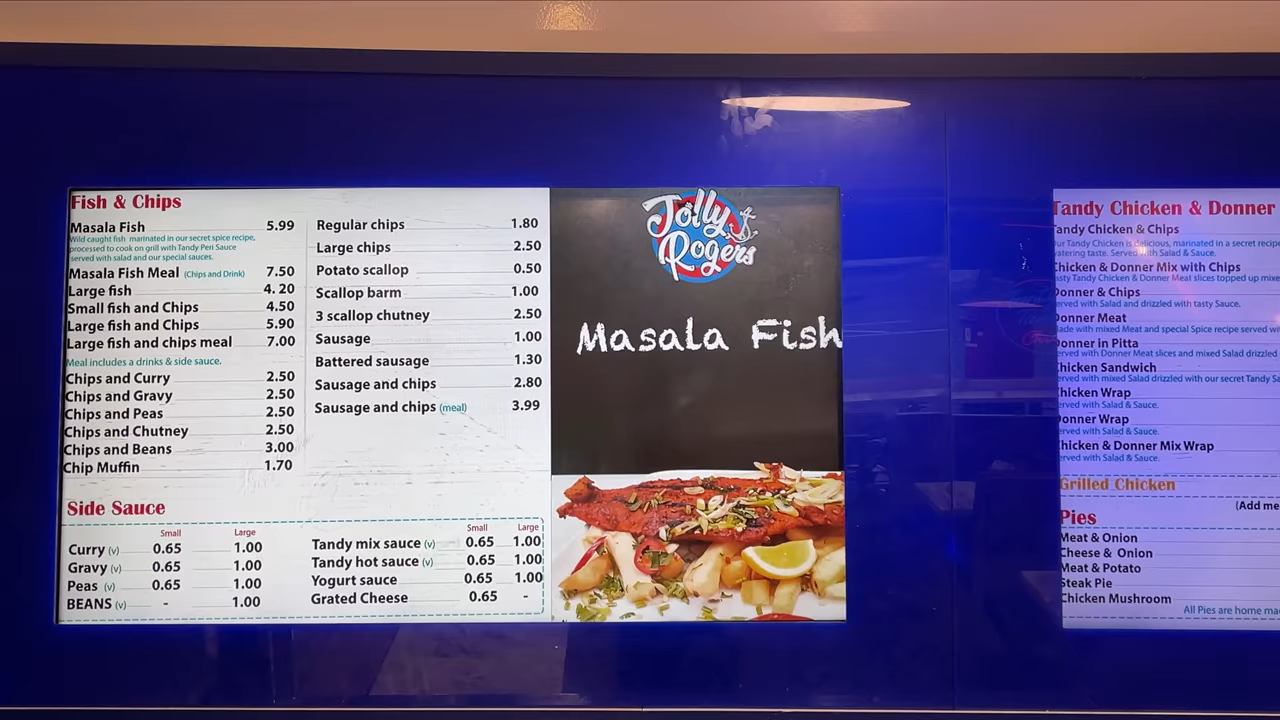 Fish & Chips
Masala Fish 5.99
Wild caught fish marinated in our secret spice recipe,
processed to cook on grill with Tandy Peri Sauce
served with salad and our special sauces.
Masala Fish Meal (Chips and Drink) 7.50
Large fish 4.20
Small fish and Chips 4.50
Large fish and Chips 5.90
Large fish and chips meal 7.00
Meal includes a drinks & side sauce.
Chips and Curry 2.50
Chips and Gravy 2.50
Chips and Peas 2.50
Chips and Chutney 2.50
Chips and Beans 3.00
Chip Muffin 1.70
Regular chips 1.80
Large chips 2.50
Potato scallop 0.50
Scallop barm 1.00
3 scallop chutney 2.50
Sausage 1.00
Battered sausage 1.30
Sausage and chips 2.80
Sausage and chips (meal) 3.99
Side Sauce
Small Large
Curry (v) 0.65 1.00
Gravy (v) 0.65 1.00
Peas (v) 0.65 1.00
BEANS (v) - 1.00
Small Large
Tandy mix sauce (v) 0.65 1.00
Tandy hot sauce (v) 0.65 1.00
Yogurt sauce 0.65 1.00
Grated Cheese 0.65 -
Jolly
Rogers
Masala Fish
Tandy Chicken & Donner
Tandy Chicken & Chips
Our Tandy Chicken is delicious, marinated in a secret recipe
watering taste. Served with Salad & Sauce.
Chicken & Donner Mix with Chips
Tandy Chicken & Donner Meat slices topped up mixe
Donner & Chips
served with Salad and drizzled with tasty Sauce.
Donner Meat
Made with mixed Meat and special Spice recipe served wi
Donner in Pitta
served with Donner Meat slices and mixed Salad drizzled
Chicken Sandwich
served with mixed Salad drizzled with our secret Tandy Sa
Chicken Wrap
served with Salad & Sauce.
Donner Wrap
served with Salad & Sauce.
Chicken & Donner Mix Wrap
served with Salad & Sauce.
Grilled Chicken
(Add me
Pies
Meat & Onion
Cheese & Onion
Meat & Potato
Steak Pie
Chicken Mushroom
All Pies are home ma